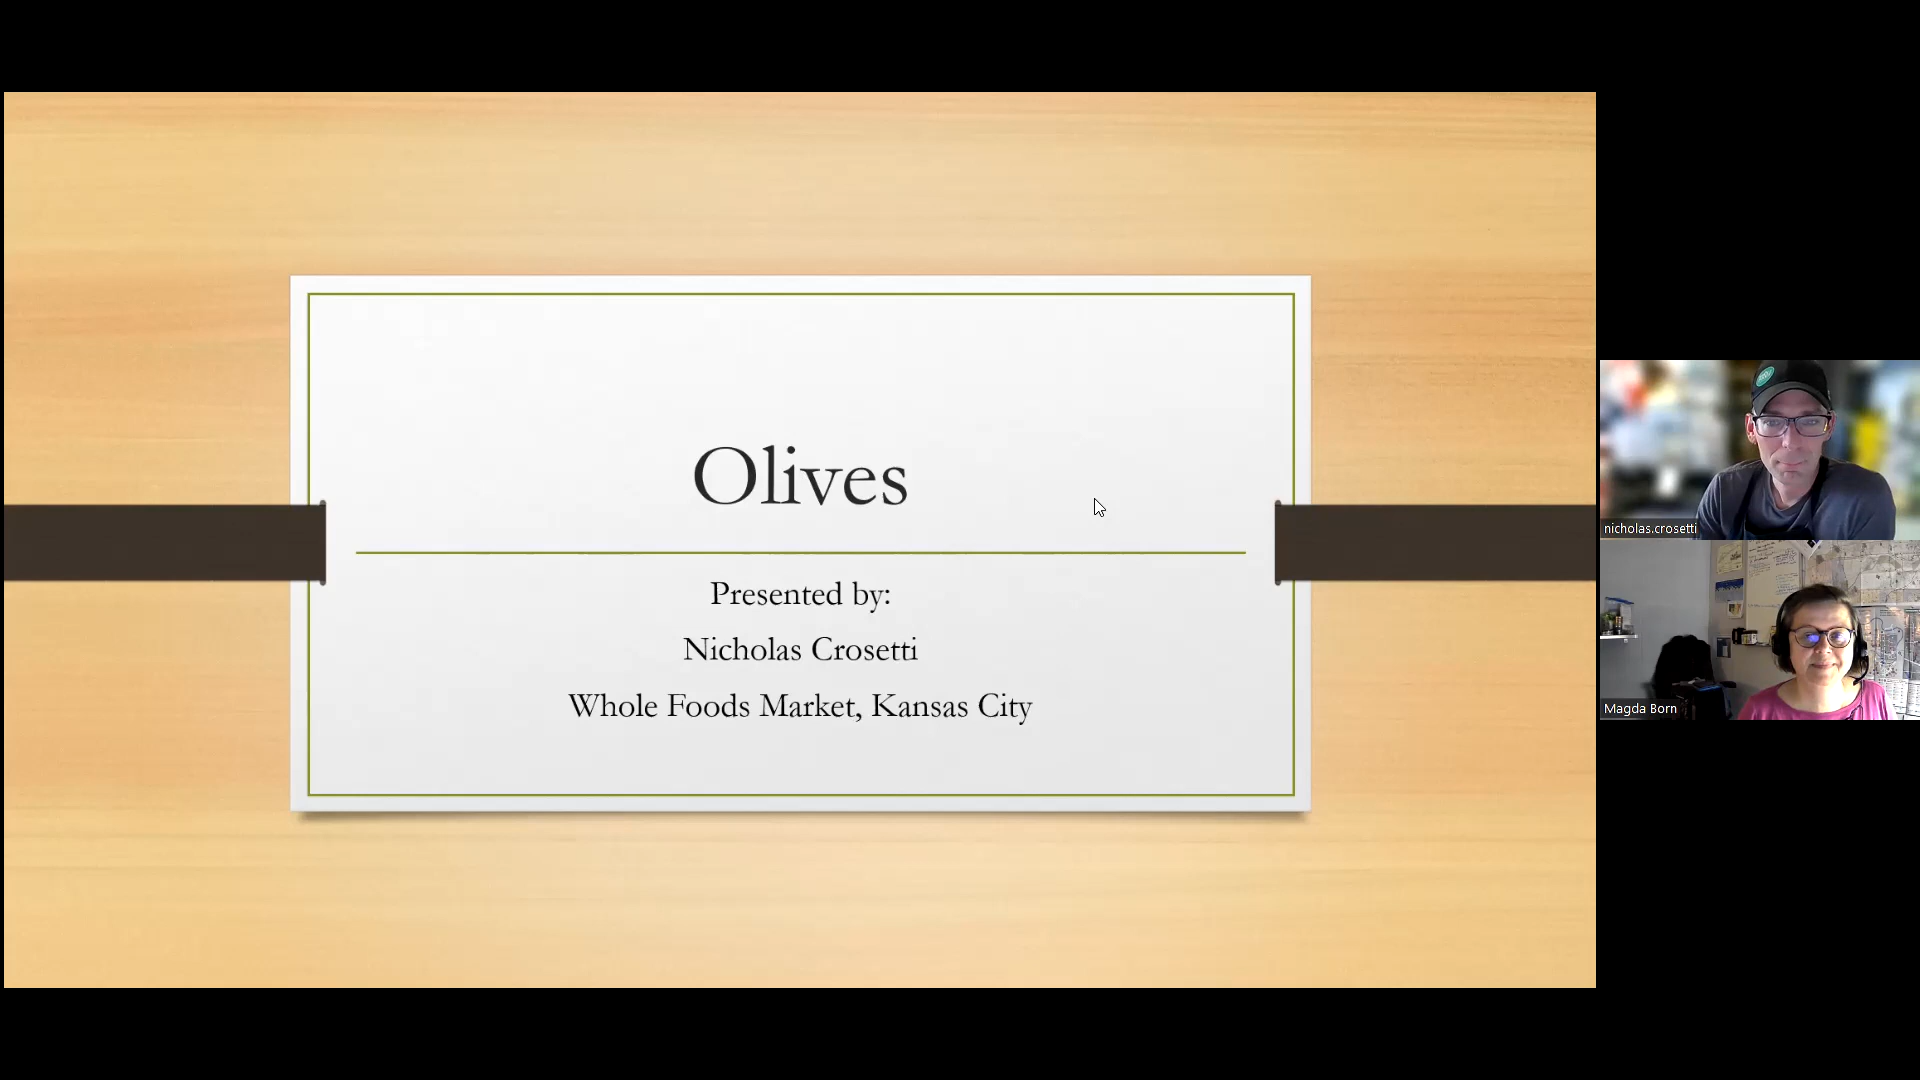 Olives
Presented by:
Nicholas Crosetti
Whole Foods Market, Kansas City
nicholas.crosetti
Magda Born